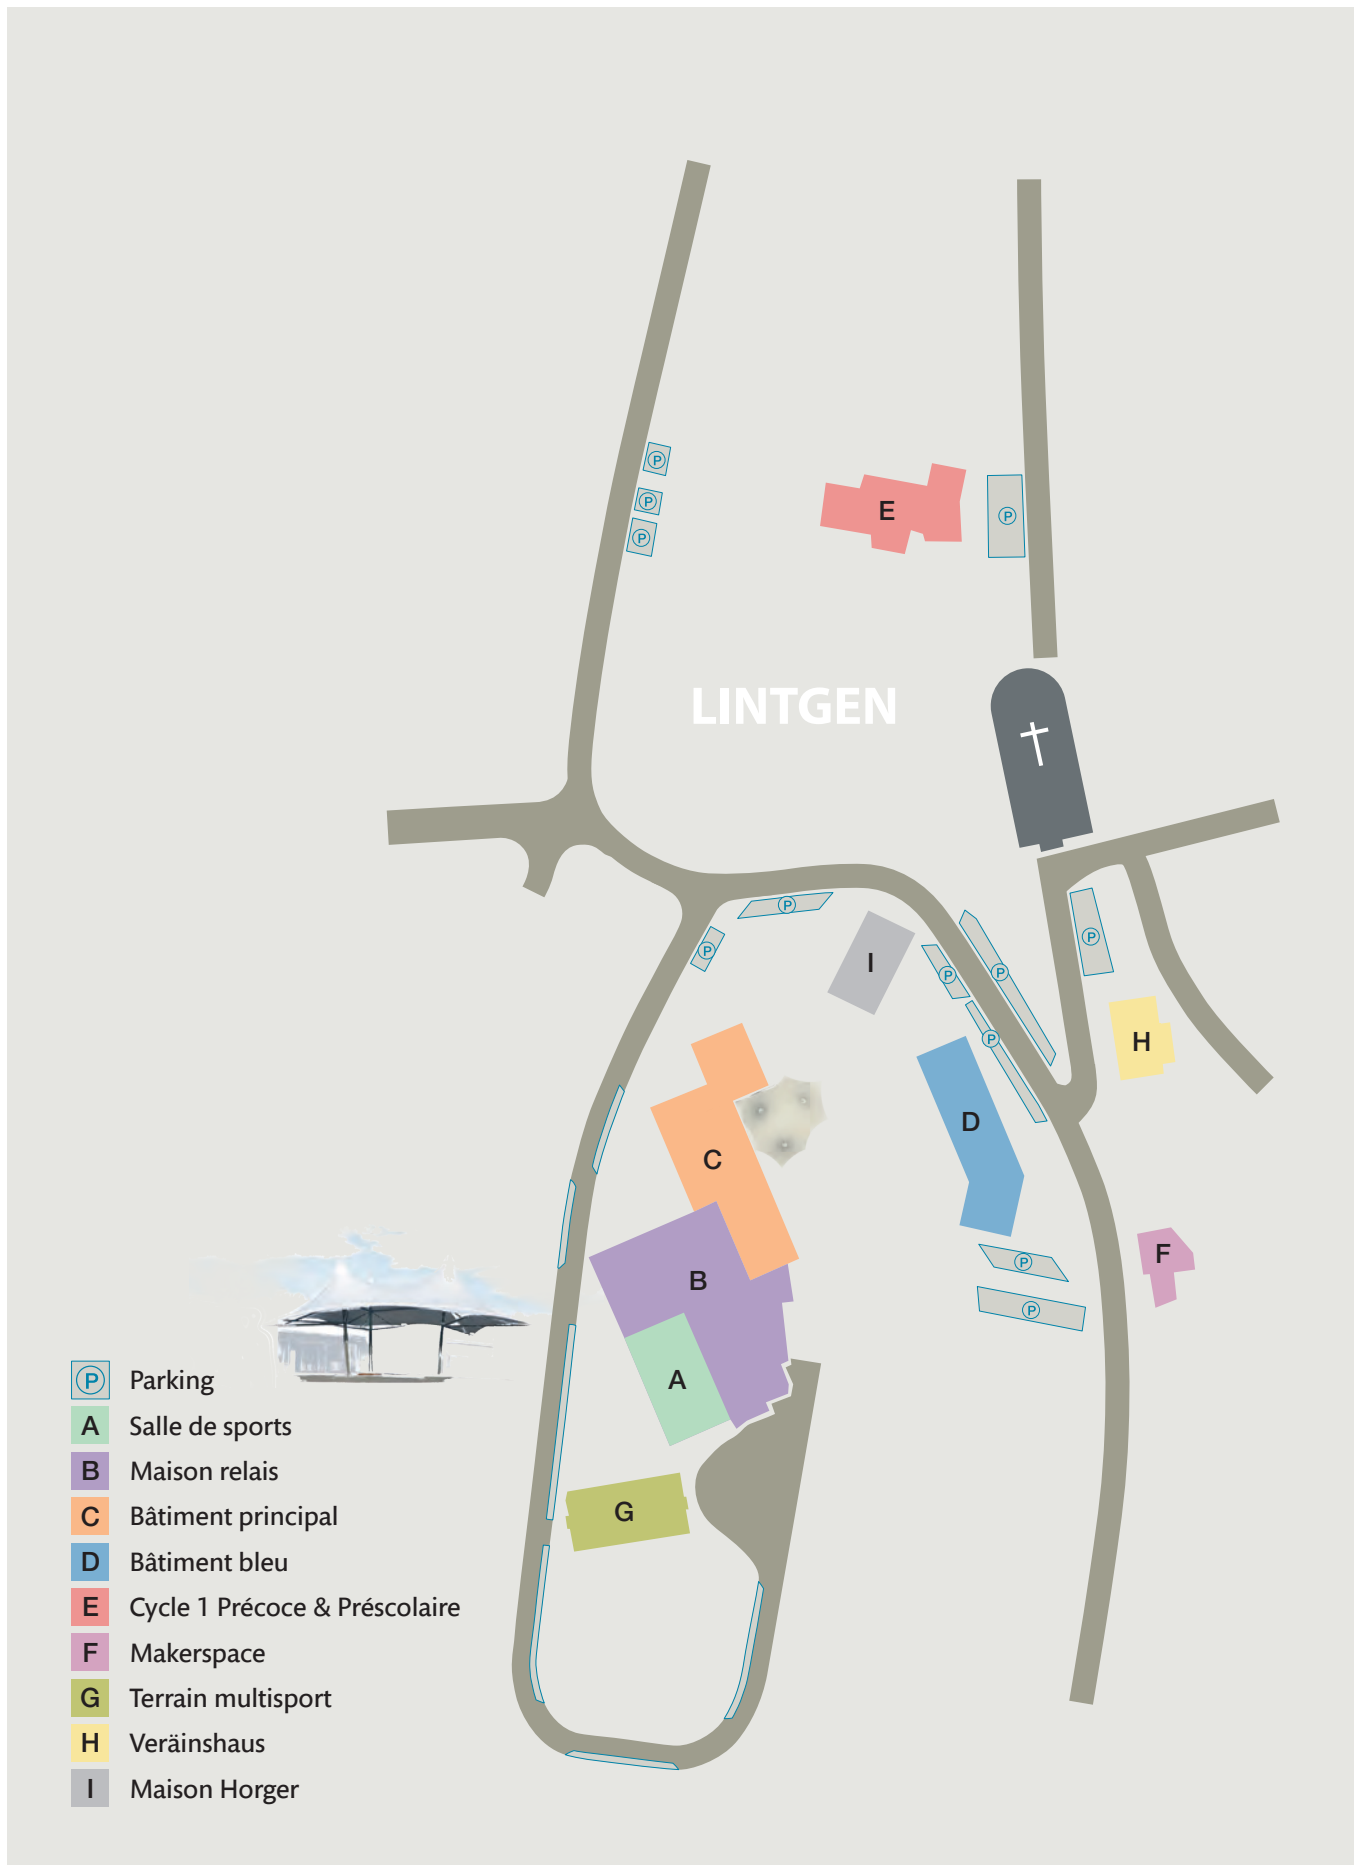 P
P
P
E
P
LINTGEN
P
P
P
I
P
P
P
H
D
C
F
B
P
P
A
G
P Parking
A Salle de sports
B Maison relais
C Bâtiment principal
D Bâtiment bleu
E Cycle 1 Précoce & Préscolaire
F Makerspace
G Terrain multisport
H Veräinshaus
I Maison Horger